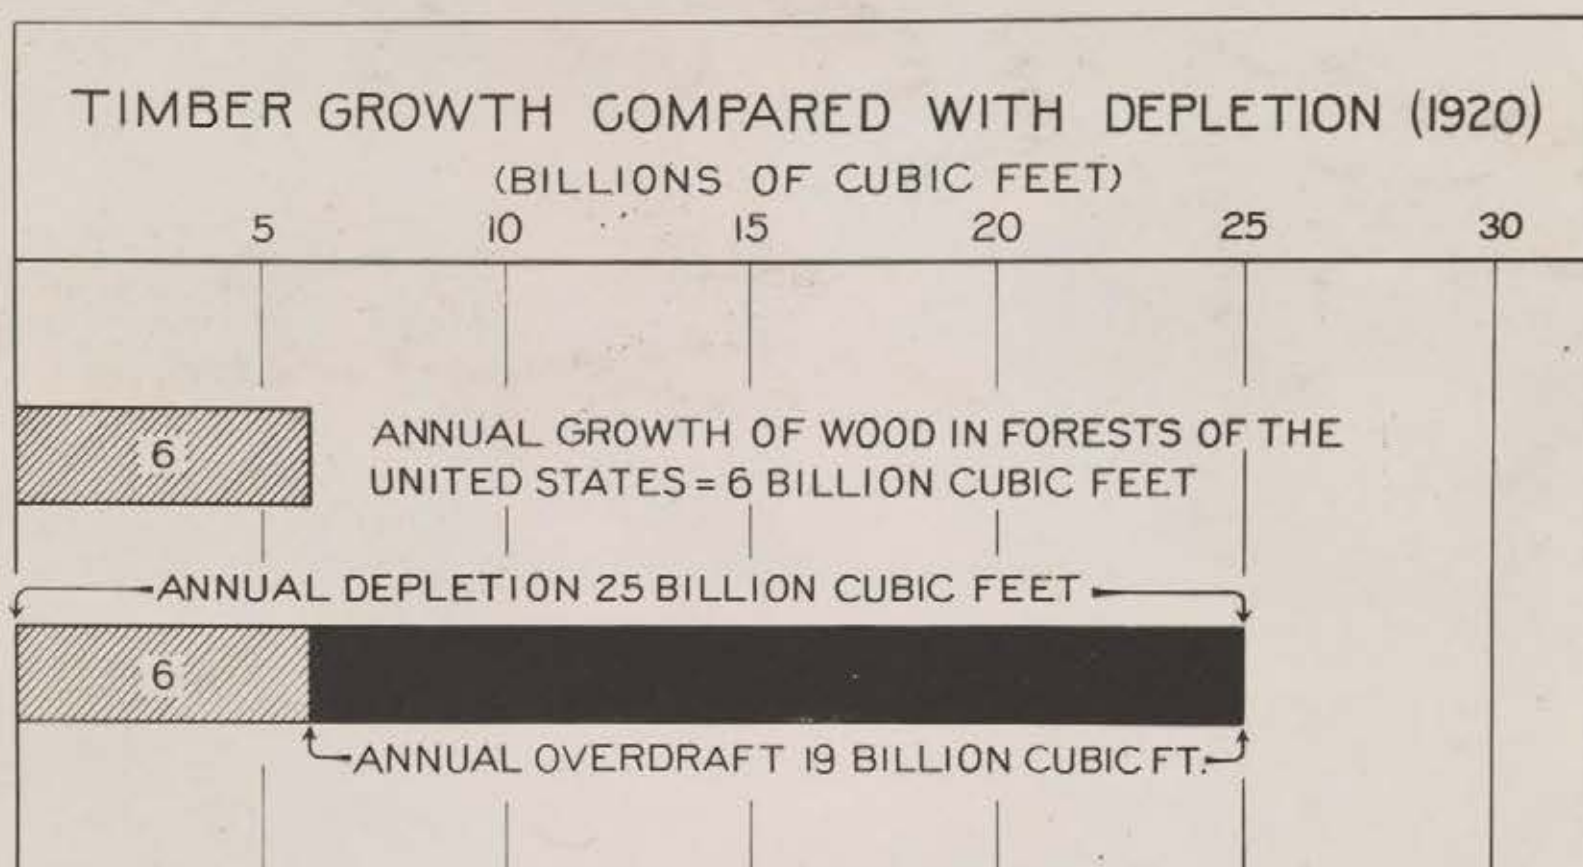 TIMBER GROWTH COMPARED WITH DEPLETION (1920)
(BILLIONS OF CUBIC FEET)
5 10 15 20 25 30
6
ANNUAL GROWTH OF WOOD IN FORESTS OF THE
UNITED STATES = 6 BILLION CUBIC FEET
ANNUAL DEPLETION 25 BILLION CUBIC FEET
6
ANNUAL OVERDRAFT 19 BILLION CUBIC FT.